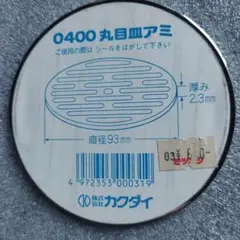 0400 丸目皿アミ
ご使用の際は シールをはがして下さい
厚み
2.3mm
直径93mm
4 972353 000319
株式会社 カクダイ